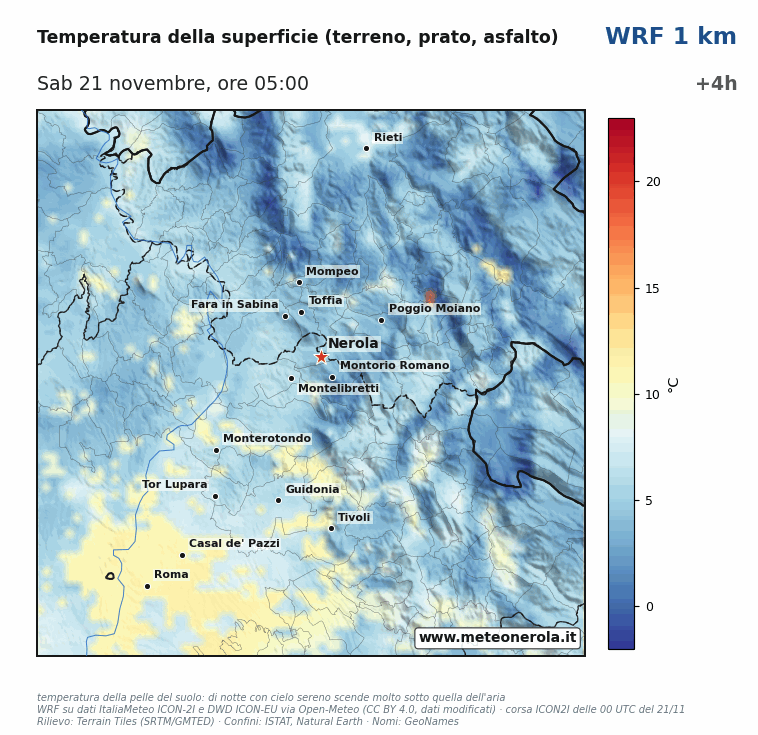 Temperatura della superficie (terreno, prato, asfalto)
WRF 1 km
Sab 21 novembre, ore 05:00
+4h
Rieti
Mompeo
Fara in Sabina
Toffia
Poggio Moiano
Nerola
Montorio Romano
Montelibretti
Monterotondo
Tor Lupara
Guidonia
Tivoli
Casal de' Pazzi
Roma
www.meteonerola.it
20
15
10
5
0
°C
temperatura della pelle del suolo: di notte con cielo sereno scende molto sotto quella dell'aria
WRF su dati ItaliaMeteo ICON-2I e DWD ICON-EU via Open-Meteo (CC BY 4.0, dati modificati) · corsa ICON2I delle 00 UTC del 21/11
Rilievo: Terrain Tiles (SRTM/GMTED) · Confini: ISTAT, Natural Earth · Nomi: GeoNames